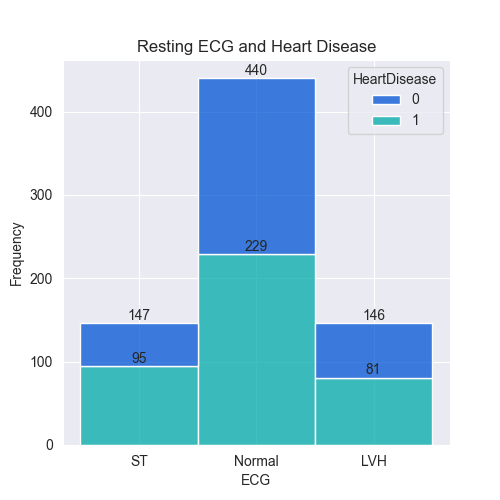 Resting ECG and Heart Disease
HeartDisease
0
1
440
229
147
95
146
81
400
300
200
100
0
Frequency
ST Normal LVH
ECG